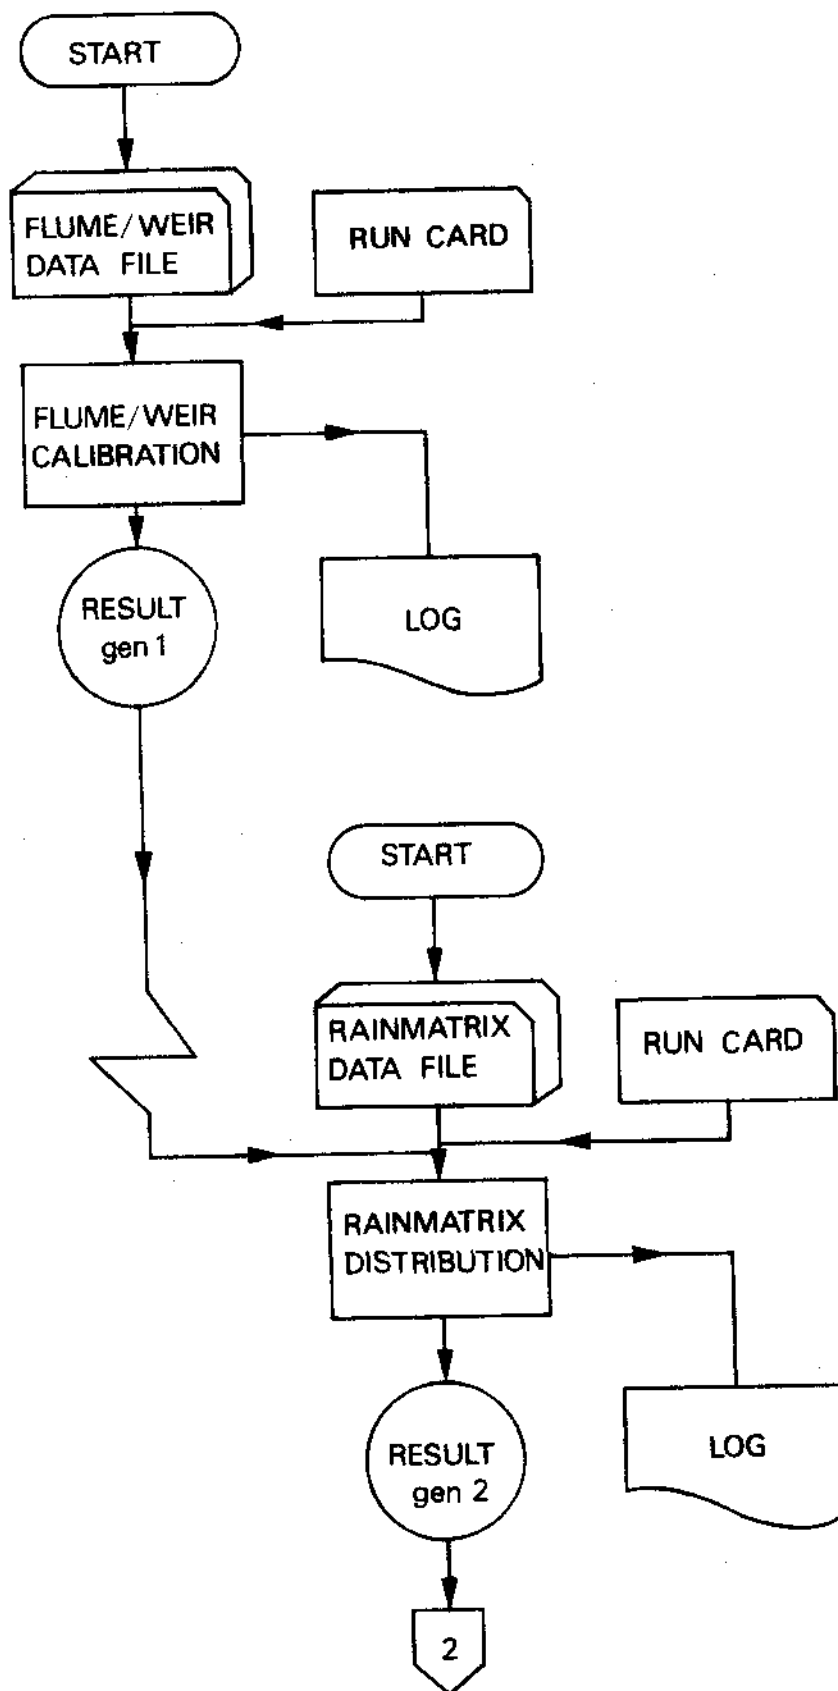 START
FLUME/WEIR
DATA FILE
RUN CARD
FLUME/WEIR
CALIBRATION
RESULT
gen 1
LOG
START
RAINMATRIX
DATA FILE
RUN CARD
RAINMATRIX
DISTRIBUTION
RESULT
gen 2
LOG
2